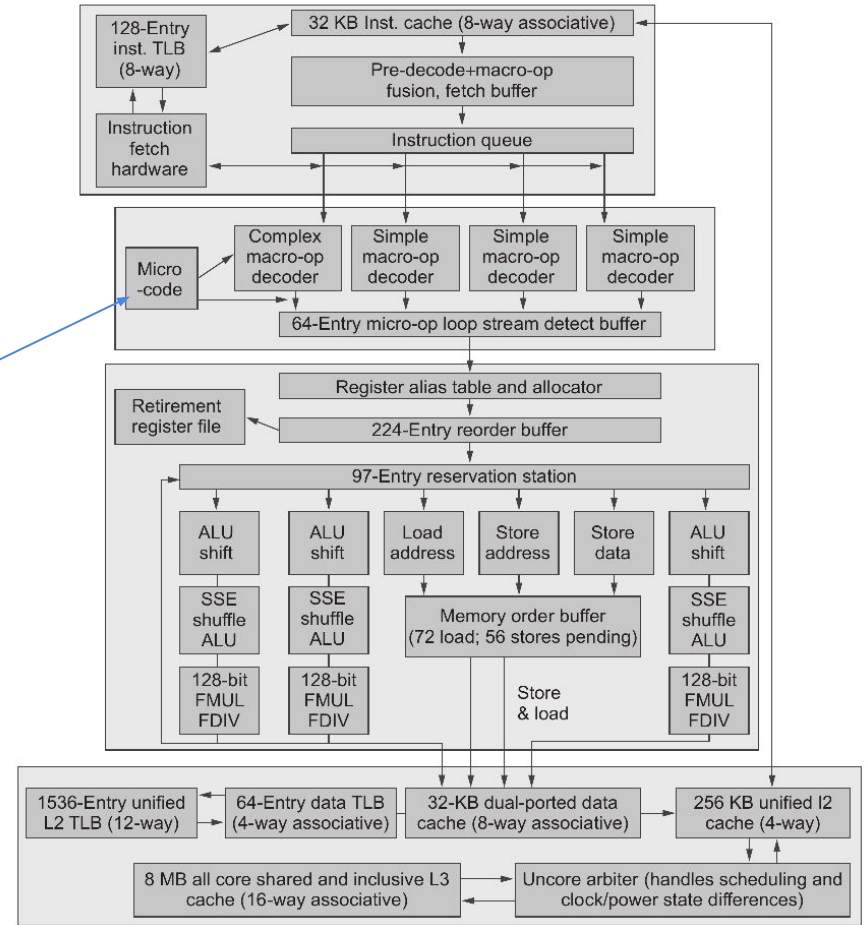 128-Entry
inst. TLB
(8-way)
32 KB Inst. cache (8-way associative)
Pre-decode+macro-op
fusion, fetch buffer
Instruction
fetch
hardware
Instruction queue
Micro
-code
Complex
macro-op
decoder
Simple
macro-op
decoder
Simple
macro-op
decoder
Simple
macro-op
decoder
64-Entry micro-op loop stream detect buffer
Register alias table and allocator
Retirement
register file
224-Entry reorder buffer
97-Entry reservation station
ALU
shift
ALU
shift
Load
address
Store
address
Store
data
ALU
shift
SSE
shuffle
ALU
SSE
shuffle
ALU
Memory order buffer
(72 load; 56 stores pending)
SSE
shuffle
ALU
128-bit
FMUL
FDIV
128-bit
FMUL
FDIV
Store
& load
128-bit
FMUL
FDIV
1536-Entry unified
L2 TLB (12-way)
64-Entry data TLB
(4-way associative)
32-KB dual-ported data
cache (8-way associative)
256 KB unified l2
cache (4-way)
8 MB all core shared and inclusive L3
cache (16-way associative)
Uncore arbiter (handles scheduling and
clock/power state differences)